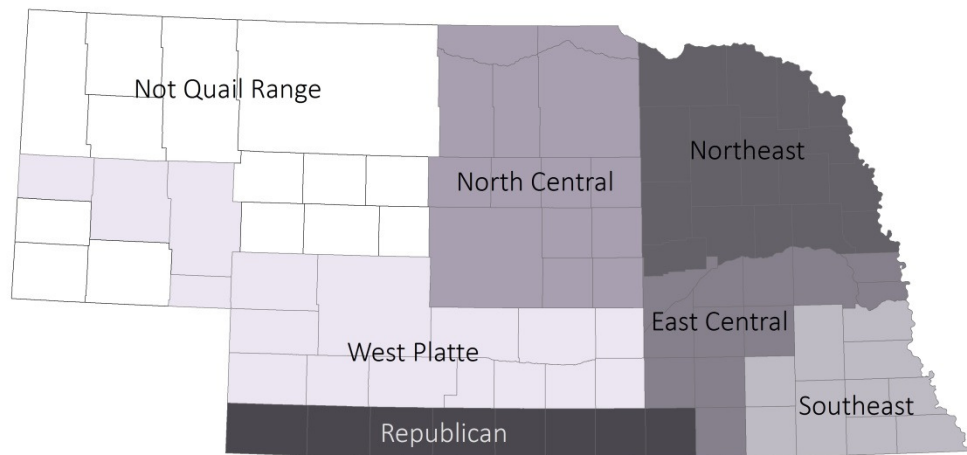 Not Quail Range
Northeast
North Central
East Central
West Platte
Southeast
Republican